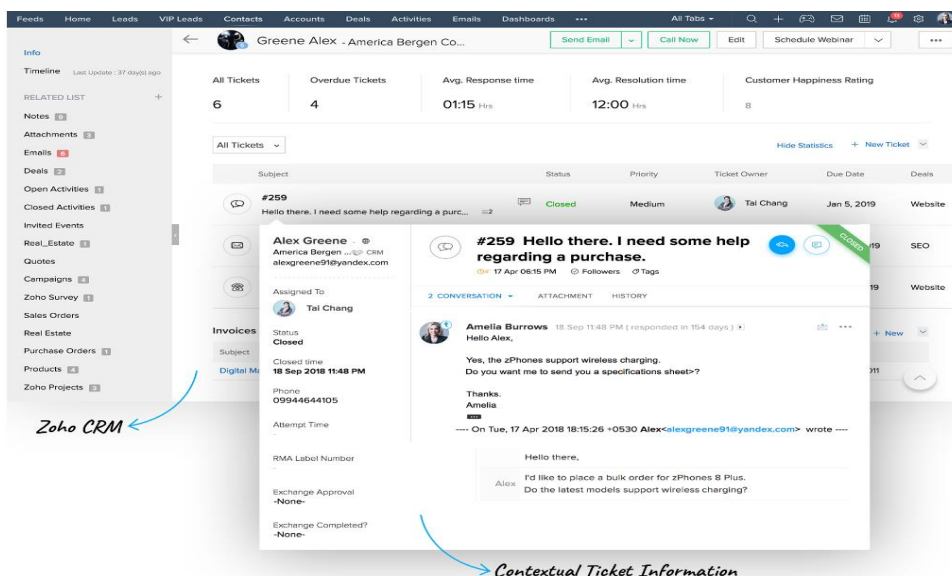 Feeds Home Leads VIP Leads Contacts Accounts Deals Activities Emails Dashboards ••• All Tabs
Info
Timeline Last Update : 37 day(s) ago
RELATED LIST +
Notes
Attachments
Emails 6
Deals
Open Activities 1
Closed Activities 1
Invited Events
Real_Estate 1
Quotes
Campaigns
Zoho Survey 1
Sales Orders
Real Estate
Purchase Orders 1
Products
Zoho Projects
Zoho CRM
Greene Alex - America Bergen Co...
Send Email Call Now Edit Schedule Webinar •••
All Tickets Overdue Tickets Avg. Response time Avg. Resolution time Customer Happiness Rating
6 4 01:15 Hrs 12:00 Hrs 8
All Tickets Hide Statistics + New Ticket
Subject Status Priority Ticket Owner Due Date Deals
#259
Hello there. I need some help regarding a purc... =2 Closed Medium Tai Chang Jan 5, 2019 Website
19 SEO
19 Website
Invoices + New
Subject
Digital Ma
Alex Greene
America Bergen ... CRM
alexgreene91@yandex.com
Assigned To
Tai Chang
Status
Closed
Closed time
18 Sep 2018 11:48 PM
Phone
09944644105
Attempt Time
-
RMA Label Number
-
Exchange Approval
-None-
Exchange Completed?
-None-
#259 Hello there. I need some help
regarding a purchase.
CLOSED
17 Apr 06:15 PM Followers Tags
2 CONVERSATION ATTACHMENT HISTORY
Amelia Burrows 18 Sep 11:48 PM ( responded in 154 days ) •••
Hello Alex,
Yes, the zPhones support wireless charging.
Do you want me to send you a specifications sheet>?
Thanks.
Amelia
---- On Tue, 17 Apr 2018 18:15:26 +0530 Alex<alexgreene91@yandex.com> wrote ----
Hello there,
Alex I'd like to place a bulk order for zPhones 8 Plus.
Do the latest models support wireless charging?
Contextual Ticket Information